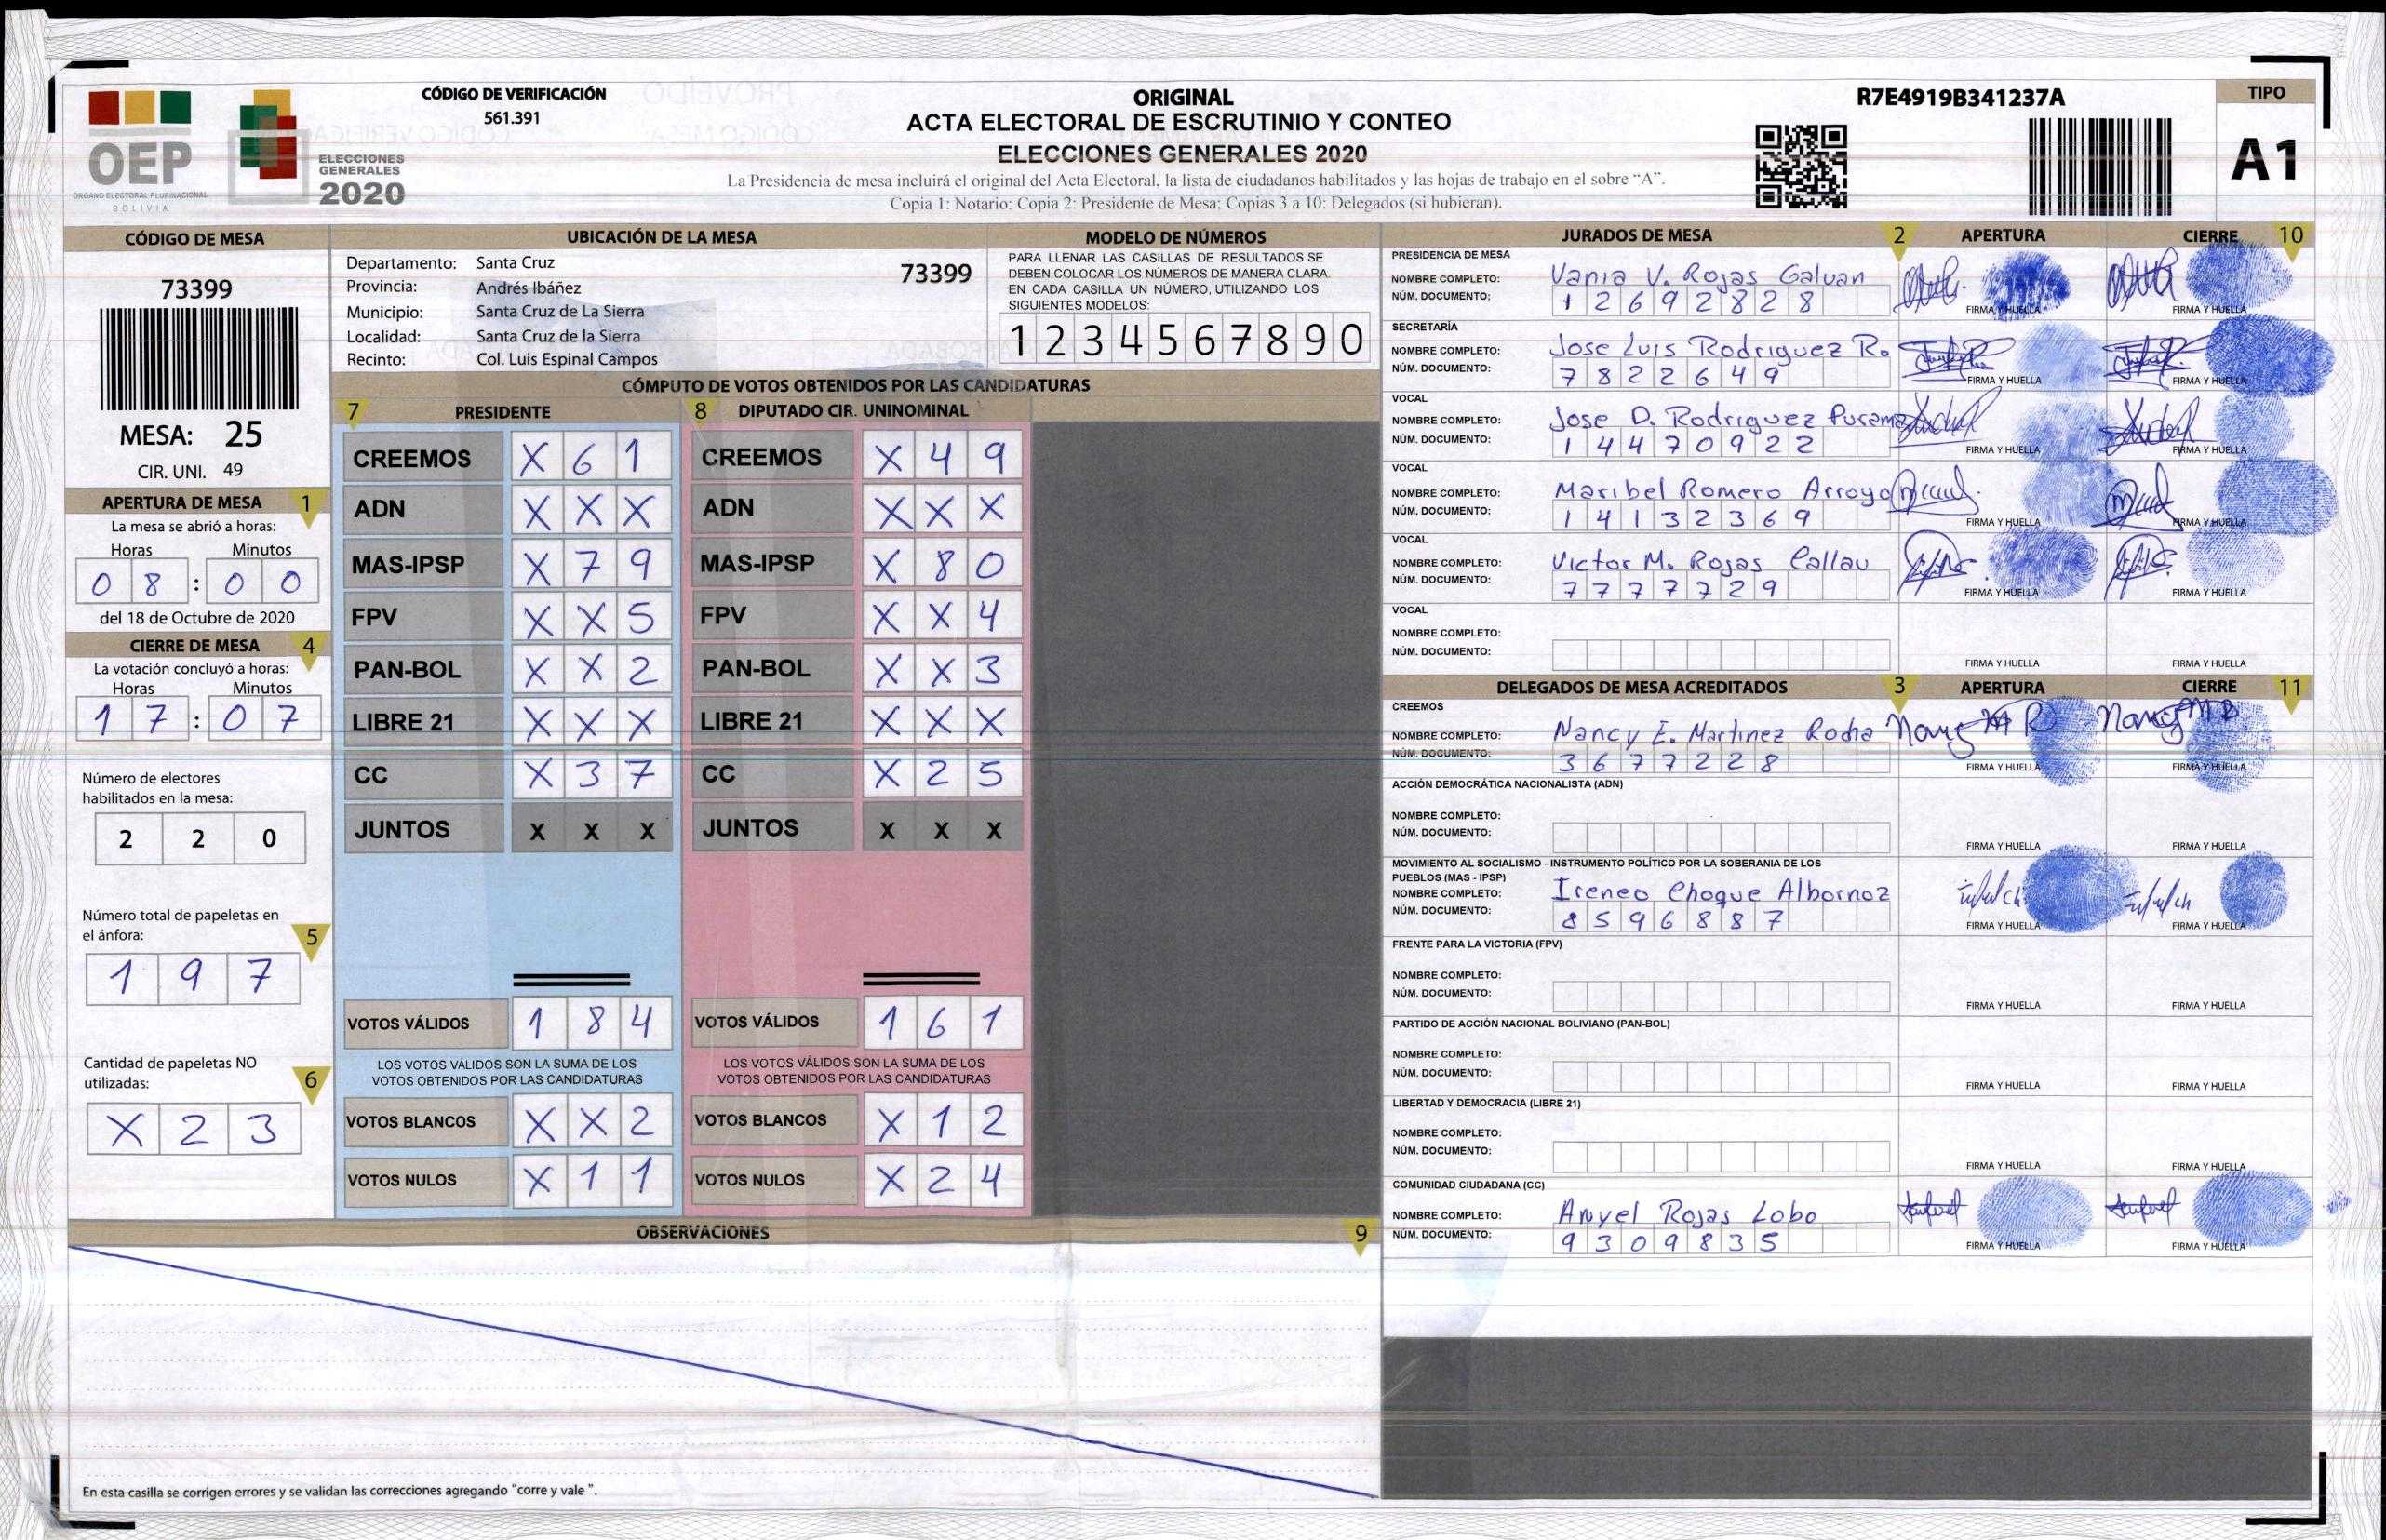 CÓDIGO DE VERIFICACIÓN
561.391
OEP
ÓRGANO ELECTORAL PLURINACIONAL
BOLIVIA
ELECCIONES
GENERALES
2020
ORIGINAL
ACTA ELECTORAL DE ESCRUTINIO Y CONTEO
ELECCIONES GENERALES 2020
La Presidencia de mesa incluirá el original del Acta Electoral, la lista de ciudadanos habilitados y las hojas de trabajo en el sobre “A”.
Copia 1: Notario; Copia 2: Presidente de Mesa; Copias 3 a 10: Delegados (si hubieran).
R7E4919B341237A
TIPO
A1
CÓDIGO DE MESA
73399
MESA: 25
CIR. UNI. 49
APERTURA DE MESA 1
La mesa se abrió a horas:
Horas Minutos
0 8 : 0 0
del 18 de Octubre de 2020
CIERRE DE MESA 4
La votación concluyó a horas:
Horas Minutos
1 7 : 0 7
Número de electores
habilitados en la mesa:
2 2 0
Número total de papeletas en
el ánfora: 5
1 9 7
Cantidad de papeletas NO
utilizadas: 6
X 2 3
UBICACIÓN DE LA MESA
Departamento: Santa Cruz 73399
Provincia: Andrés Ibáñez
Municipio: Santa Cruz de La Sierra
Localidad: Santa Cruz de la Sierra
Recinto: Col. Luis Espinal Campos
MODELO DE NÚMEROS
PARA LLENAR LAS CASILLAS DE RESULTADOS SE
DEBEN COLOCAR LOS NÚMEROS DE MANERA CLARA.
EN CADA CASILLA UN NÚMERO, UTILIZANDO LOS
SIGUIENTES MODELOS:
1 2 3 4 5 6 7 8 9 0
CÓMPUTO DE VOTOS OBTENIDOS POR LAS CANDIDATURAS
7 PRESIDENTE
CREEMOS X 6 1
ADN X X X
MAS-IPSP X 7 9
FPV X X 5
PAN-BOL X X 2
LIBRE 21 X X X
CC X 3 7
JUNTOS X X X
VOTOS VÁLIDOS 1 8 4
LOS VOTOS VÁLIDOS SON LA SUMA DE LOS
VOTOS OBTENIDOS POR LAS CANDIDATURAS
VOTOS BLANCOS X X 2
VOTOS NULOS X 1 1
8 DIPUTADO CIR. UNINOMINAL
CREEMOS X 4 9
ADN X X X
MAS-IPSP X 8 0
FPV X X 4
PAN-BOL X X 3
LIBRE 21 X X X
CC X 2 5
JUNTOS X X X
VOTOS VÁLIDOS 1 6 1
LOS VOTOS VÁLIDOS SON LA SUMA DE LOS
VOTOS OBTENIDOS POR LAS CANDIDATURAS
VOTOS BLANCOS X 1 2
VOTOS NULOS X 2 4
OBSERVACIONES 9
En esta casilla se corrigen errores y se validan las correcciones agregando “corre y vale”.
JURADOS DE MESA 2 APERTURA CIERRE 10
PRESIDENCIA DE MESA
NOMBRE COMPLETO: Vania V. Rojas Galvan
NÚM. DOCUMENTO: 1 2 6 9 2 8 2 8
FIRMA Y HUELLA FIRMA Y HUELLA
SECRETARÍA
NOMBRE COMPLETO: Jose Luis Rodriguez R.
NÚM. DOCUMENTO: 7 8 2 2 6 4 9
FIRMA Y HUELLA FIRMA Y HUELLA
VOCAL
NOMBRE COMPLETO: Jose D. Rodriguez
NÚM. DOCUMENTO: 1 4 4 7 0 9 2 2
FIRMA Y HUELLA FIRMA Y HUELLA
VOCAL
NOMBRE COMPLETO: Maribel Romero Arroyo
NÚM. DOCUMENTO: 1 4 1 3 2 3 6 9
FIRMA Y HUELLA FIRMA Y HUELLA
VOCAL
NOMBRE COMPLETO: Victor M. Rojas Callau
NÚM. DOCUMENTO: 7 7 7 7 7 2 9
FIRMA Y HUELLA FIRMA Y HUELLA
VOCAL
NOMBRE COMPLETO:
NÚM. DOCUMENTO:
FIRMA Y HUELLA FIRMA Y HUELLA
DELEGADOS DE MESA ACREDITADOS 3 APERTURA CIERRE 11
CREEMOS
NOMBRE COMPLETO: Nancy E. Martinez Rocha
NÚM. DOCUMENTO: 3 6 7 7 2 2 8
FIRMA Y HUELLA FIRMA Y HUELLA
ACCIÓN DEMOCRÁTICA NACIONALISTA (ADN)
NOMBRE COMPLETO:
NÚM. DOCUMENTO:
FIRMA Y HUELLA FIRMA Y HUELLA
MOVIMIENTO AL SOCIALISMO - INSTRUMENTO POLÍTICO POR LA SOBERANIA DE LOS
PUEBLOS (MAS - IPSP)
NOMBRE COMPLETO: Ireneo Choque Albornoz
NÚM. DOCUMENTO: 8 5 9 6 8 8 7
FIRMA Y HUELLA FIRMA Y HUELLA
FRENTE PARA LA VICTORIA (FPV)
NOMBRE COMPLETO:
NÚM. DOCUMENTO:
FIRMA Y HUELLA FIRMA Y HUELLA
PARTIDO DE ACCIÓN NACIONAL BOLIVIANO (PAN-BOL)
NOMBRE COMPLETO:
NÚM. DOCUMENTO:
FIRMA Y HUELLA FIRMA Y HUELLA
LIBERTAD Y DEMOCRACIA (LIBRE 21)
NOMBRE COMPLETO:
NÚM. DOCUMENTO:
FIRMA Y HUELLA FIRMA Y HUELLA
COMUNIDAD CIUDADANA (CC)
NOMBRE COMPLETO: Anyel Rojas Lobo
NÚM. DOCUMENTO: 9 3 0 9 8 3 5
FIRMA Y HUELLA FIRMA Y HUELLA